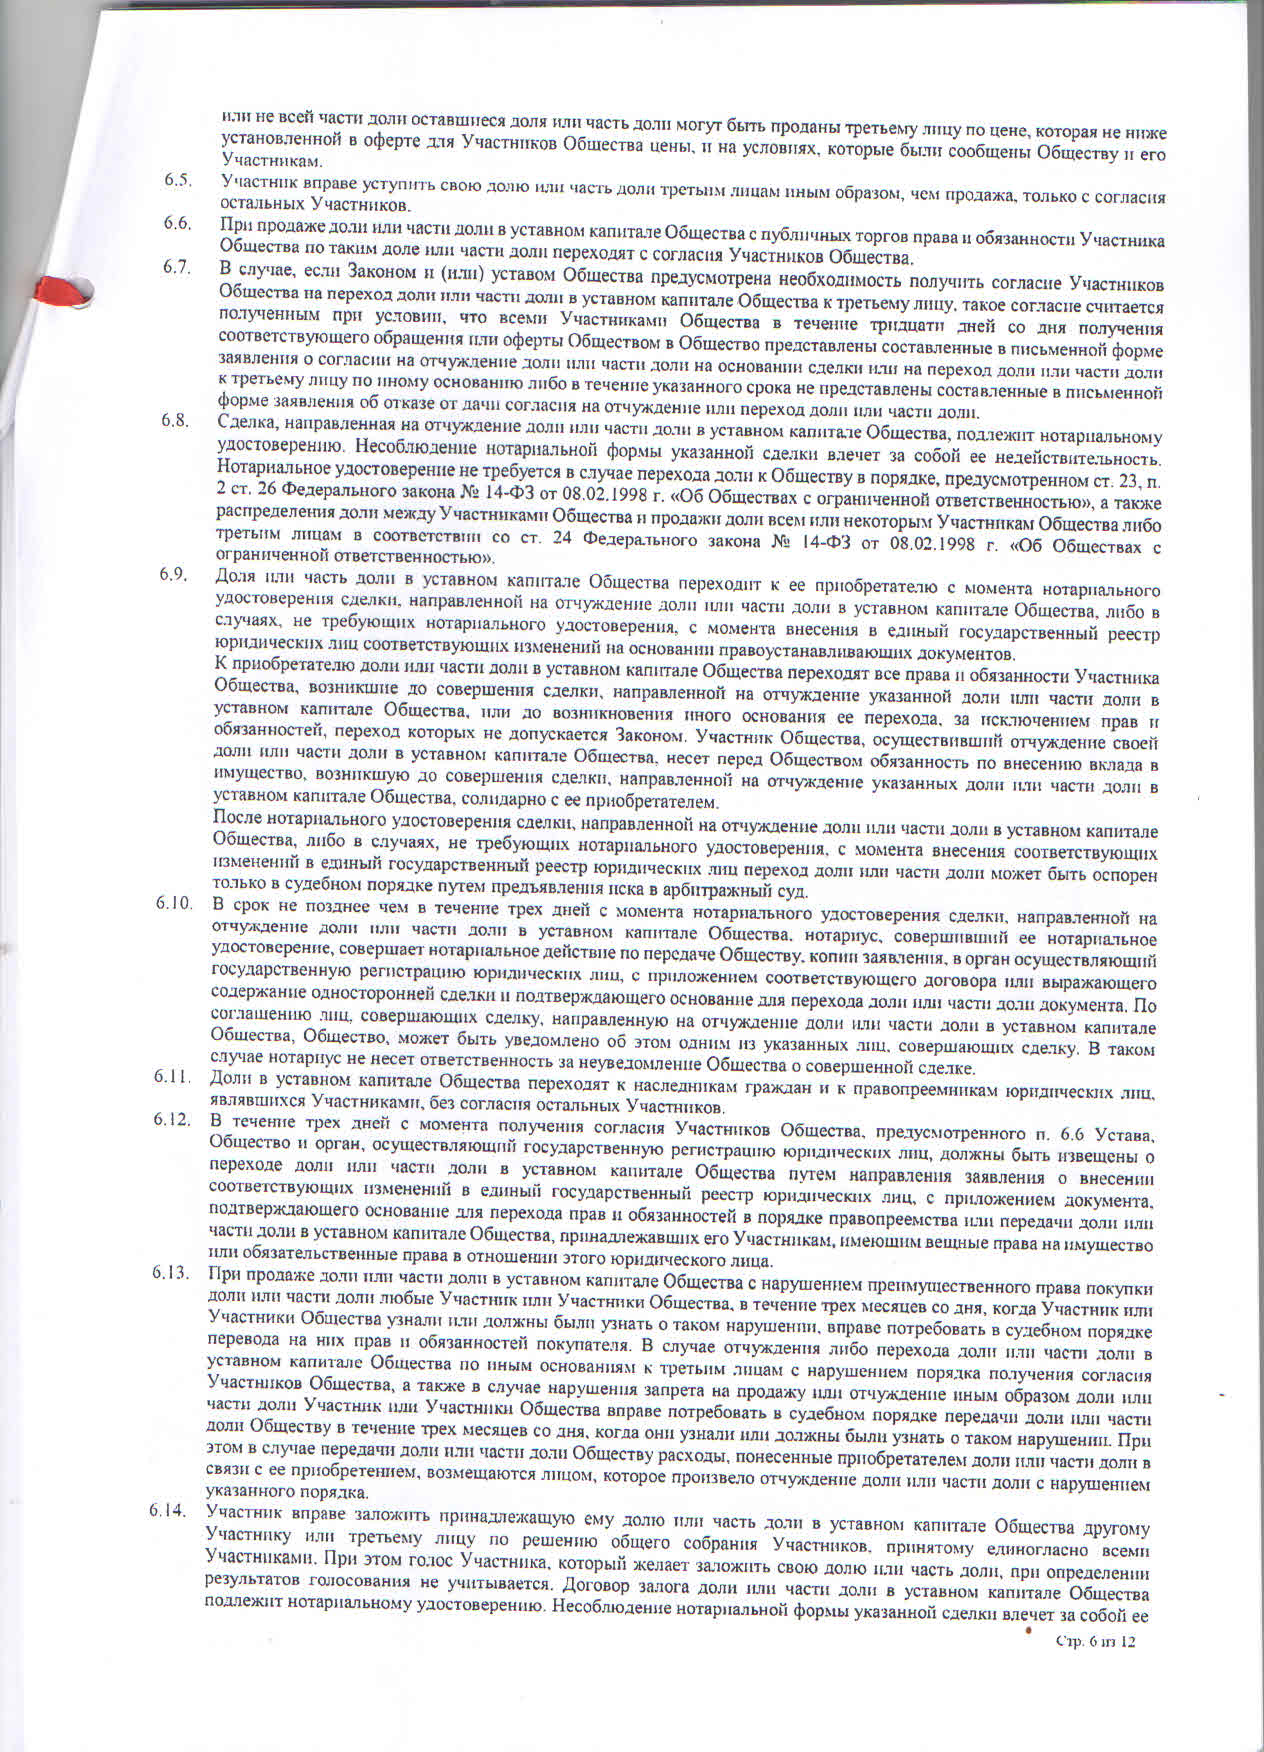 или не всей части доли оставшиеся доля или часть доли могут быть проданы третьему лицу по цене, которая не ниже
установленной в оферте для Участников Общества цены, и на условиях, которые были сообщены Обществу и его
Участникам.
6.5. Участник вправе уступить свою долю или часть доли третьим лицам иным образом, чем продажа, только с согласия
остальных Участников.
6.6. При продаже доли или части доли в уставном капитале Общества с публичных торгов права и обязанности Участника
Общества по таким доле или части доли переходят с согласия Участников Общества.
6.7. В случае, если Законом и (или) уставом Общества предусмотрена необходимость получить согласие Участников
Общества на переход доли или части доли в уставном капитале Общества к третьему лицу, такое согласие считается
полученным при условии, что всеми Участниками Общества в течение тридцати дней со дня получения
соответствующего обращения или оферты Обществом в Общество представлены составленные в письменной форме
заявления о согласии на отчуждение доли или части доли на основании сделки или на переход доли или части доли
к третьему лицу по иному основанию либо в течение указанного срока не представлены составленные в письменной
форме заявления об отказе от дачи согласия на отчуждение или переход доли или части доли.
6.8. Сделка, направленная на отчуждение доли или части доли в уставном капитале Общества, подлежит нотариальному
удостоверению. Несоблюдение нотариальной формы указанной сделки влечет за собой ее недействительность.
Нотариальное удостоверение не требуется в случае перехода доли к Обществу в порядке, предусмотренном ст. 23, п.
2 ст. 26 Федерального закона № 14-ФЗ от 08.02.1998 г. «Об Обществах с ограниченной ответственностью», а также
распределения доли между Участниками Общества и продажи доли всем или некоторым Участникам Общества либо
третьим лицам в соответствии со ст. 24 Федерального закона № 14-ФЗ от 08.02.1998 г. «Об Обществах с
ограниченной ответственностью».
6.9. Доля или часть доли в уставном капитале Общества переходит к ее приобретателю с момента нотариального
удостоверения сделки, направленной на отчуждение доли или части доли в уставном капитале Общества, либо в
случаях, не требующих нотариального удостоверения, с момента внесения в единый государственный реестр
юридических лиц соответствующих изменений на основании правоустанавливающих документов.
К приобретателю доли или части доли в уставном капитале Общества переходят все права и обязанности Участника
Общества, возникшие до совершения сделки, направленной на отчуждение указанной доли или части доли в
уставном капитале Общества, или до возникновения иного основания ее перехода, за исключением прав и
обязанностей, переход которых не допускается Законом. Участник Общества, осуществивший отчуждение своей
доли или части доли в уставном капитале Общества, несет перед Обществом обязанность по внесению вклада в
имущество, возникшую до совершения сделки, направленной на отчуждение указанных доли или части доли в
уставном капитале Общества, солидарно с ее приобретателем.
После нотариального удостоверения сделки, направленной на отчуждение доли или части доли в уставном капитале
Общества, либо в случаях, не требующих нотариального удостоверения, с момента внесения соответствующих
изменений в единый государственный реестр юридических лиц переход доли или части доли может быть оспорен
только в судебном порядке путем предъявления иска в арбитражный суд.
6.10. В срок не позднее чем в течение трех дней с момента нотариального удостоверения сделки, направленной на
отчуждение доли или части доли в уставном капитале Общества, нотариус, совершивший ее нотариальное
удостоверение, совершает нотариальное действие по передаче Обществу, копии заявления, в орган осуществляющий
государственную регистрацию юридических лиц, с приложением соответствующего договора или выражающего
содержание односторонней сделки и подтверждающего основание для перехода доли или части доли документа. По
соглашению лиц, совершающих сделку, направленную на отчуждение доли или части доли в уставном капитале
Общества, Общество, может быть уведомлено об этом одним из указанных лиц, совершающих сделку. В таком
случае нотариус не несет ответственность за неуведомление Общества о совершенной сделке.
6.11. Доли в уставном капитале Общества переходят к наследникам граждан и к правопреемникам юридических лиц,
являвшихся Участниками, без согласия остальных Участников.
6.12. В течение трех дней с момента получения согласия Участников Общества, предусмотренного п. 6.6 Устава,
Общество и орган, осуществляющий государственную регистрацию юридических лиц, должны быть извещены о
переходе доли или части доли в уставном капитале Общества путем направления заявления о внесении
соответствующих изменений в единый государственный реестр юридических лиц, с приложением документа,
подтверждающего основание для перехода прав и обязанностей в порядке правопреемства или передачи доли или
части доли в уставном капитале Общества, принадлежавших его Участникам, имеющим вещные права на имущество
или обязательственные права в отношении этого юридического лица.
6.13. При продаже доли или части доли в уставном капитале Общества с нарушением преимущественного права покупки
доли или части доли любые Участник или Участники Общества, в течение трех месяцев со дня, когда Участник или
Участники Общества узнали или должны были узнать о таком нарушении, вправе потребовать в судебном порядке
перевода на них прав и обязанностей покупателя. В случае отчуждения либо перехода доли или части доли в
уставном капитале Общества по иным основаниям к третьим лицам с нарушением порядка получения согласия
Участников Общества, а также в случае нарушения запрета на продажу или отчуждение иным образом доли или
части доли Участник или Участники Общества вправе потребовать в судебном порядке передачи доли или части
доли Обществу в течение трех месяцев со дня, когда они узнали или должны были узнать о таком нарушении. При
этом в случае передачи доли или части доли Обществу расходы, понесенные приобретателем доли или части доли в
связи с ее приобретением, возмещаются лицом, которое произвело отчуждение доли или части доли с нарушением
указанного порядка.
6.14. Участник вправе заложить принадлежащую ему долю или часть доли в уставном капитале Общества другому
Участнику или третьему лицу по решению общего собрания Участников, принятому единогласно всеми
Участниками. При этом голос Участника, который желает заложить свою долю или часть доли, при определении
результатов голосования не учитывается. Договор залога доли или части доли в уставном капитале Общества
подлежит нотариальному удостоверению. Несоблюдение нотариальной формы указанной сделки влечет за собой ее
Стр. 6 из 12